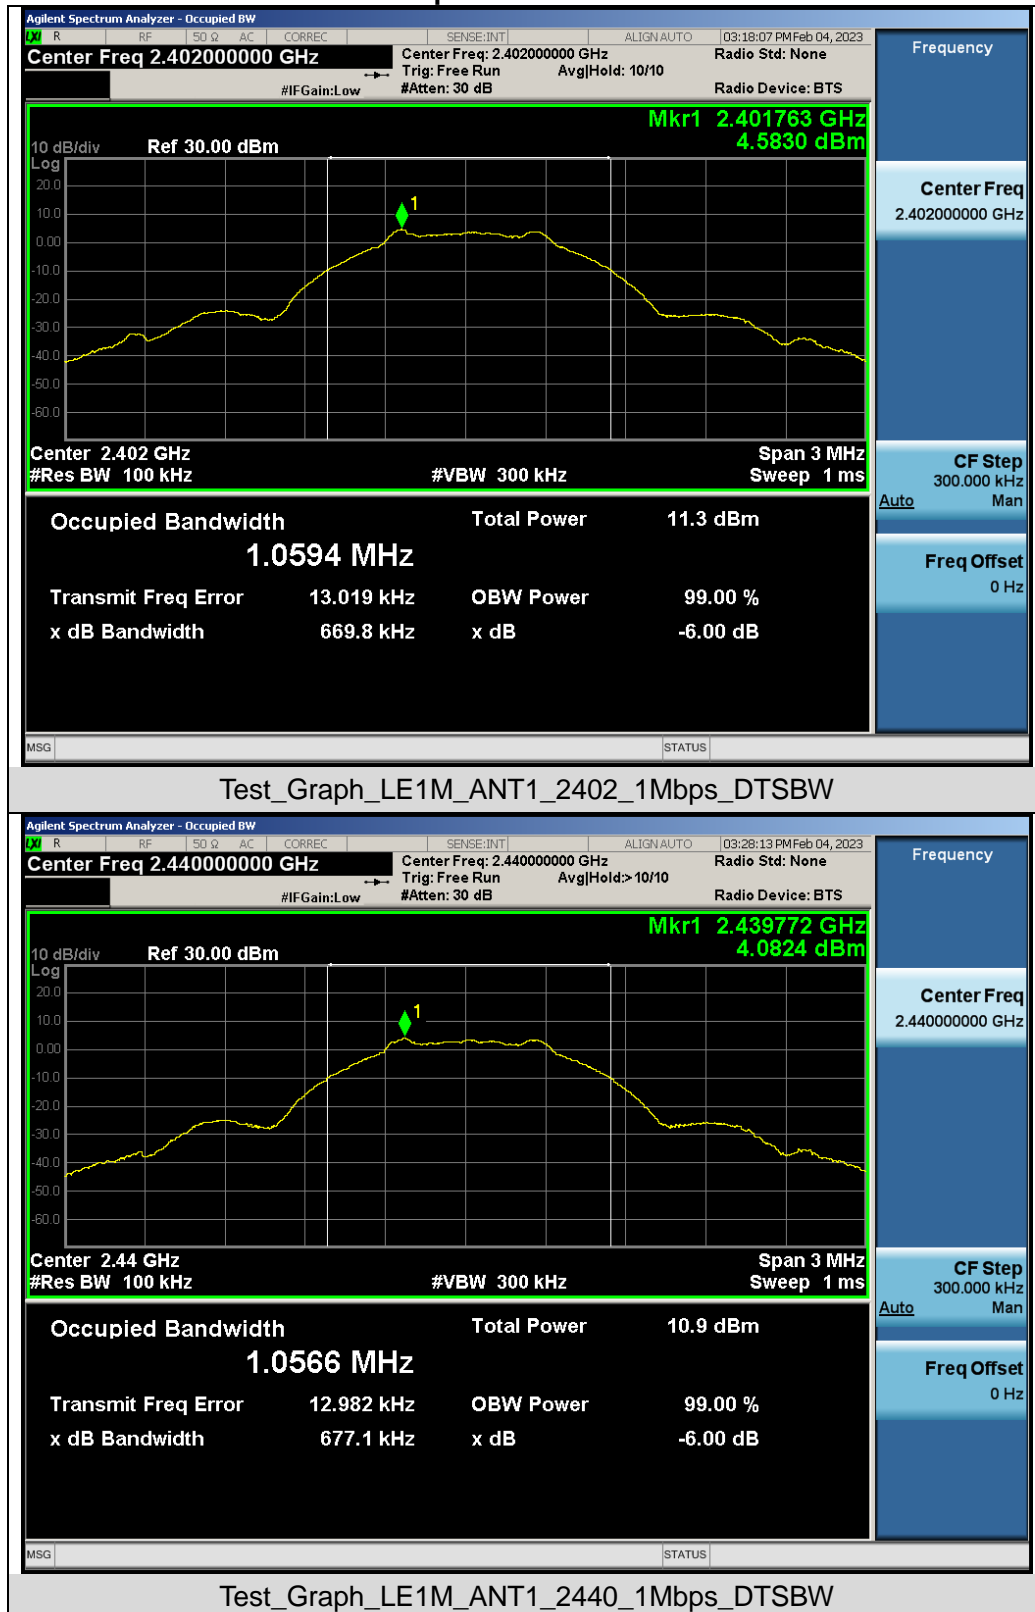 Agilent Spectrum Analyzer - Occupied BW
LXI R RF 50 Ω AC CORREC SENSE:INT ALIGN AUTO 03:18:07 PM Feb 04, 2023
Center Freq 2.402000000 GHz
Center Freq: 2.402000000 GHz
Radio Std: None
Trig: Free Run Avg|Hold: 10/10
#IFGain:Low
#Atten: 30 dB
Radio Device: BTS
Frequency
Mkr1 2.401763 GHz
4.5830 dBm
10 dB/div Ref 30.00 dBm
Log
20.0
10.0
0.00
-10.0
-20.0
-30.0
-40.0
-50.0
-60.0
1
Center Freq
2.402000000 GHz
Center 2.402 GHz Span 3 MHz
#Res BW 100 kHz #VBW 300 kHz Sweep 1 ms
CF Step
300.000 kHz
Auto Man
Occupied Bandwidth Total Power 11.3 dBm
1.0594 MHz
Transmit Freq Error 13.019 kHz OBW Power 99.00 %
x dB Bandwidth 669.8 kHz x dB -6.00 dB
Freq Offset
0 Hz
MSG STATUS
Test_Graph_LE1M_ANT1_2402_1Mbps_DTSBW
Agilent Spectrum Analyzer - Occupied BW
LXI R RF 50 Ω AC CORREC SENSE:INT ALIGN AUTO 03:28:13 PM Feb 04, 2023
Center Freq 2.440000000 GHz
Center Freq: 2.440000000 GHz
Radio Std: None
Trig: Free Run Avg|Hold:>10/10
#IFGain:Low
#Atten: 30 dB
Radio Device: BTS
Frequency
Mkr1 2.439772 GHz
4.0824 dBm
10 dB/div Ref 30.00 dBm
Log
20.0
10.0
0.00
-10.0
-20.0
-30.0
-40.0
-50.0
-60.0
1
Center Freq
2.440000000 GHz
Center 2.44 GHz Span 3 MHz
#Res BW 100 kHz #VBW 300 kHz Sweep 1 ms
CF Step
300.000 kHz
Auto Man
Occupied Bandwidth Total Power 10.9 dBm
1.0566 MHz
Transmit Freq Error 12.982 kHz OBW Power 99.00 %
x dB Bandwidth 677.1 kHz x dB -6.00 dB
Freq Offset
0 Hz
MSG STATUS
Test_Graph_LE1M_ANT1_2440_1Mbps_DTSBW